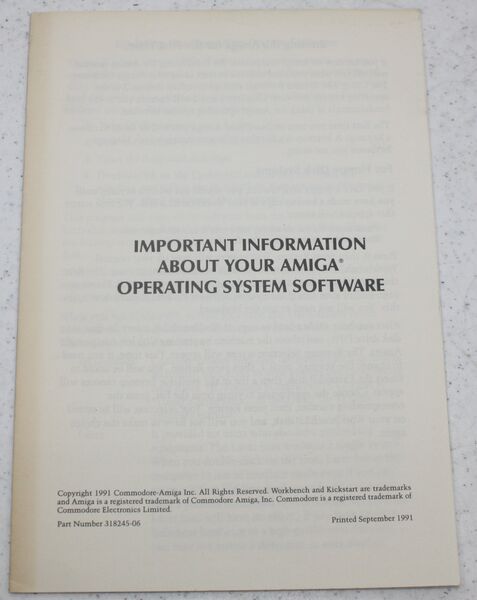 IMPORTANT INFORMATION
ABOUT YOUR AMIGA®
OPERATING SYSTEM SOFTWARE
Copyright 1991 Commodore-Amiga Inc. All Rights Reserved. Workbench and Kickstart are trademarks
and Amiga is a registered trademark of Commodore Amiga, Inc. Commodore is a registered trademark of
Commodore Electronics Limited.
Part Number 318245-06 Printed September 1991